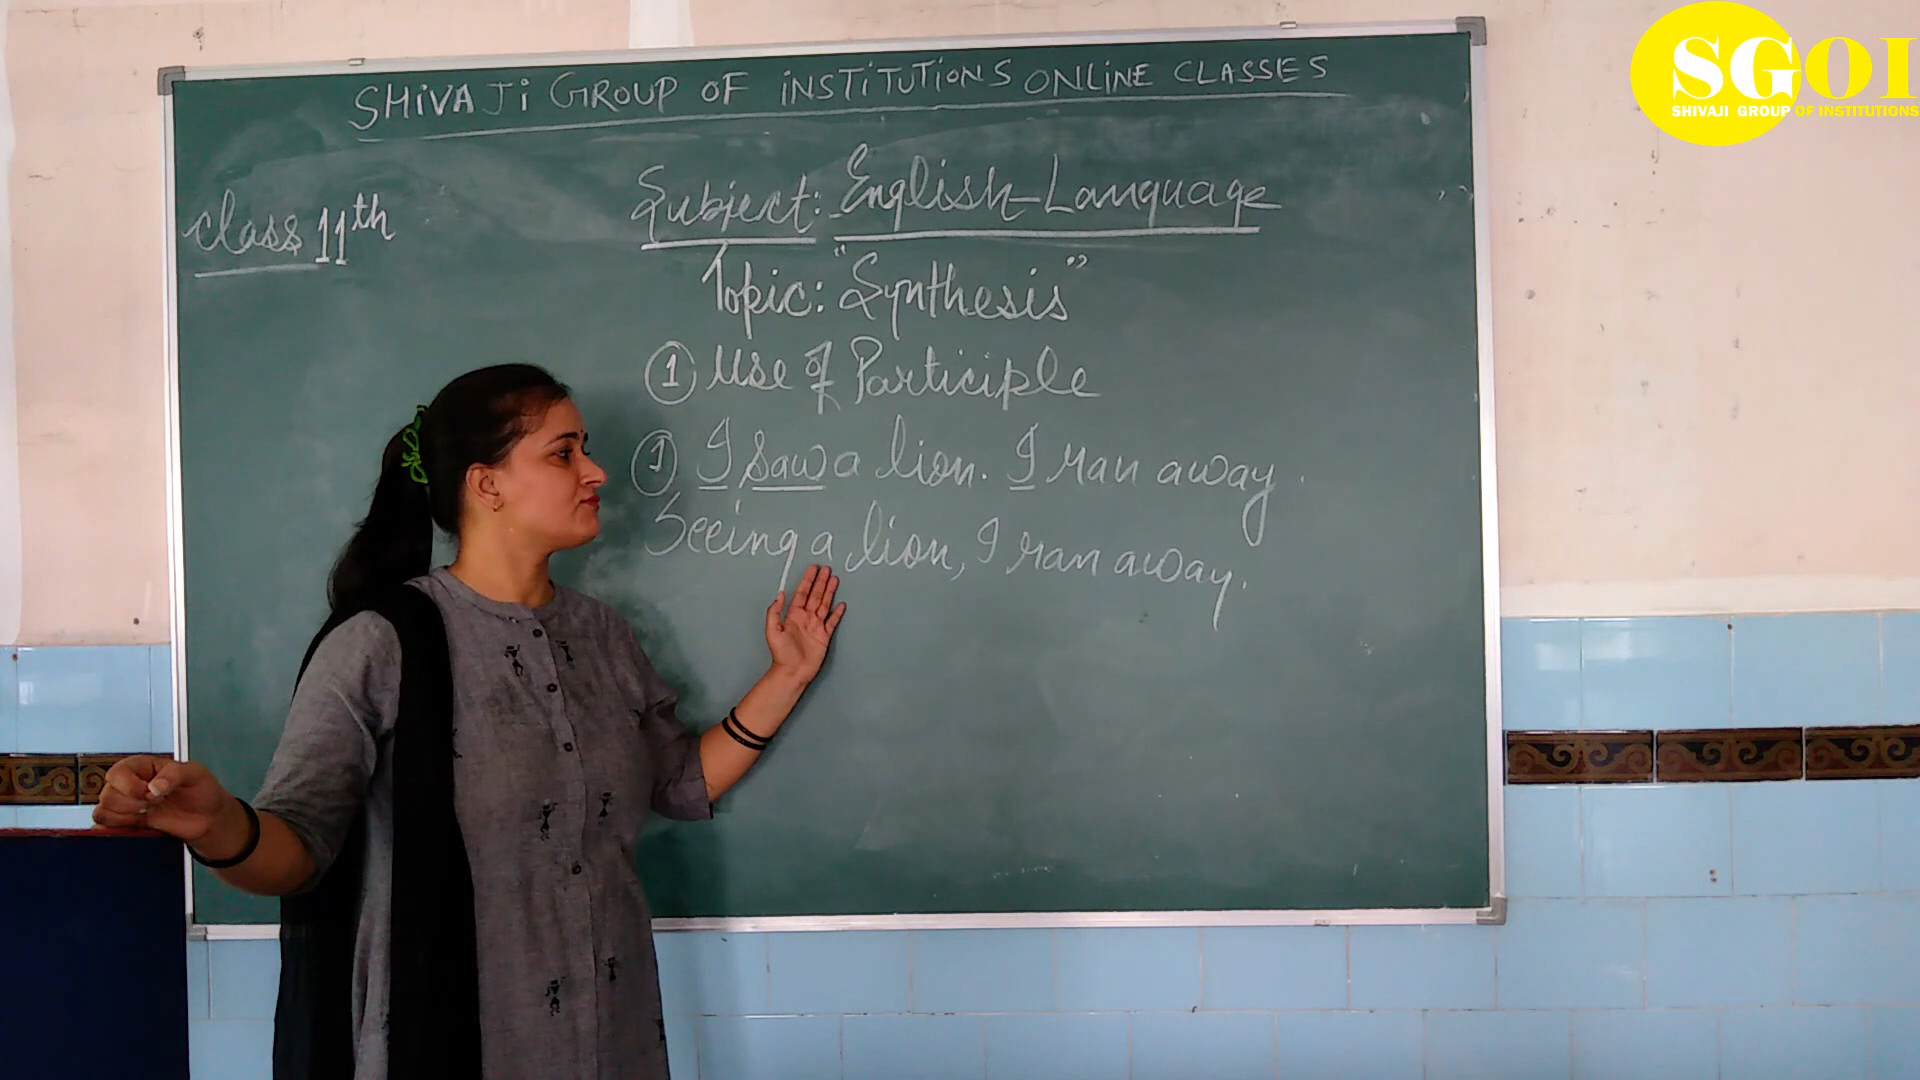 SHIVAJI GROUP OF INSTITUTIONS ONLINE CLASSES
SGOI
SHIVAJI GROUP OF INSTITUTIONS
Class 11th
Subject:- English-Language
Topic: "Synthesis"
① Use of Participle
① I saw a lion. I ran away.
Seeing a lion, I ran away.